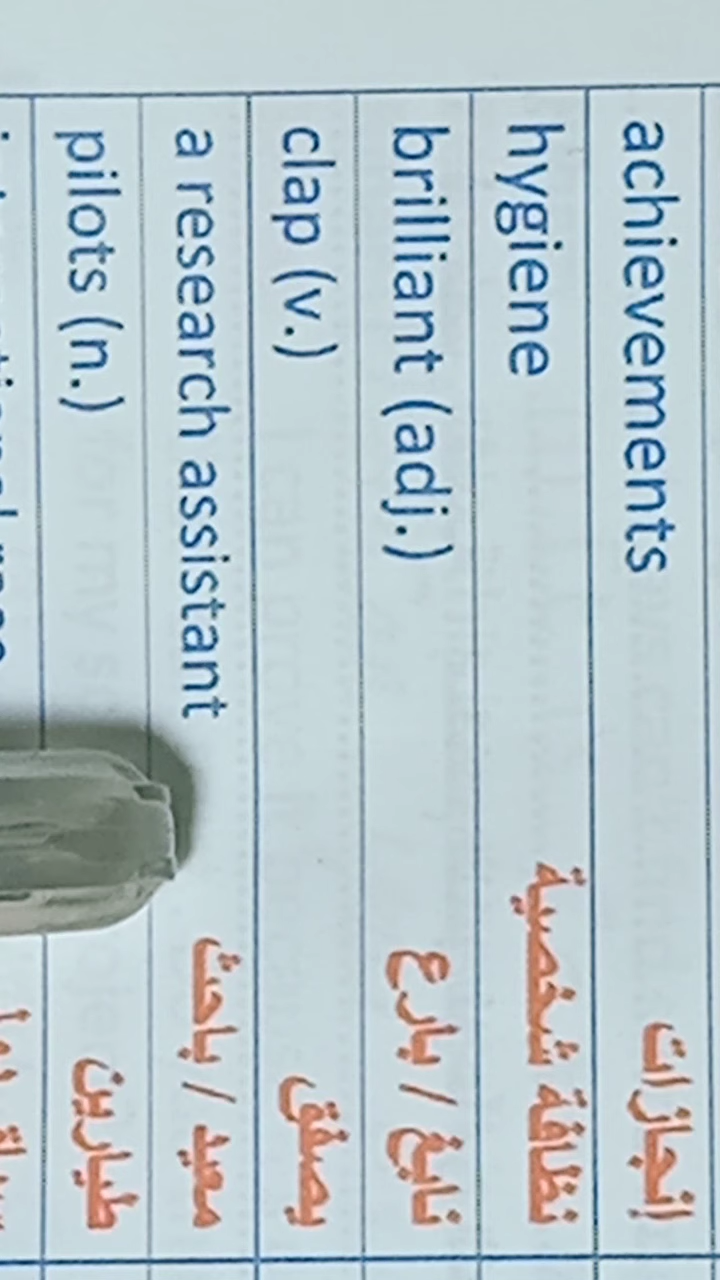 achievements إنجازات
hygiene نظافة شخصية
brilliant (adj.) نابغ / بارع
clap (v.) يصفق
a research assistant معيد / باحث
pilots (n.) طيارين